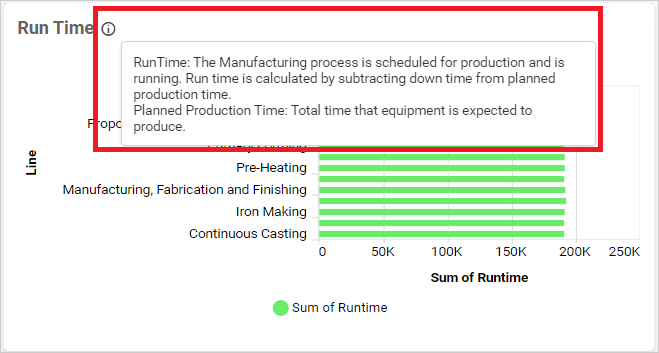 Run Time
RunTime: The Manufacturing process is scheduled for production and is
running. Run time is calculated by subtracting down time from planned
production time.
Planned Production Time: Total time that equipment is expected to
produce.
Line
Pre-Heating
Manufacturing, Fabrication and Finishing
Iron Making
Continuous Casting
0 50K 100K 150K 200K 250K
Sum of Runtime
Sum of Runtime